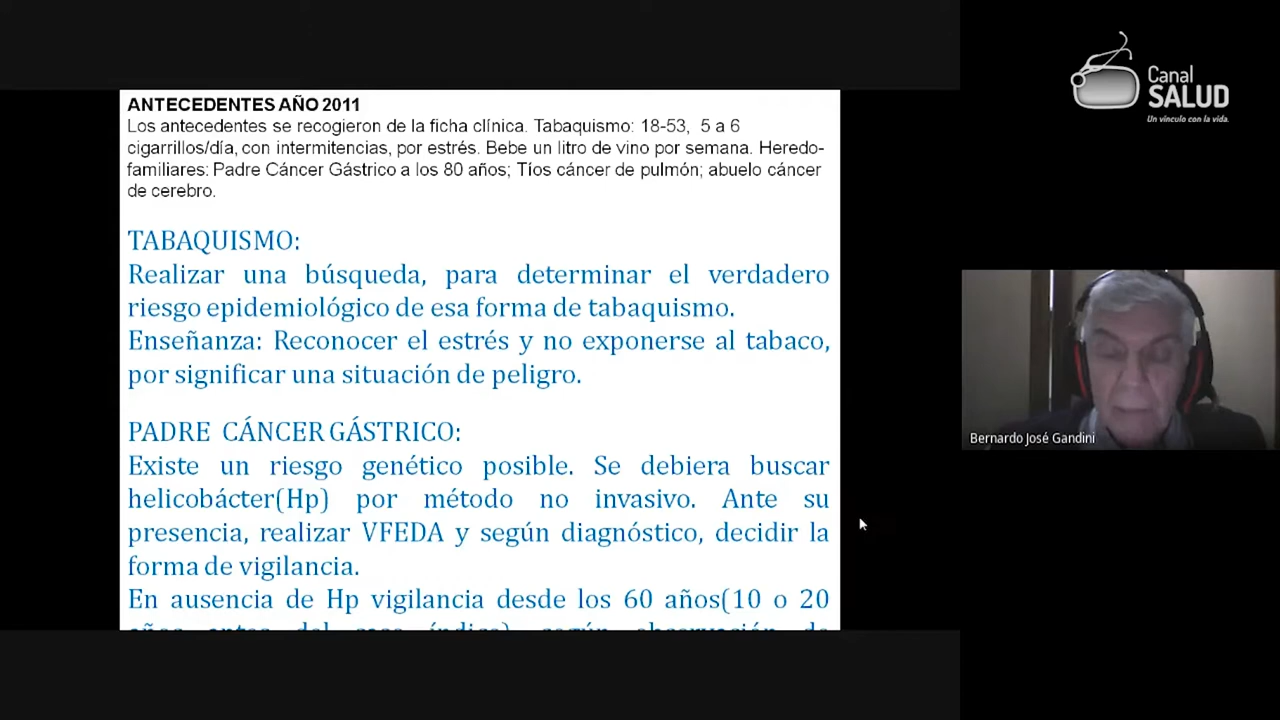 ANTECEDENTES AÑO 2011
Los antecedentes se recogieron de la ficha clínica. Tabaquismo: 18-53, 5 a 6
cigarrillos/día, con intermitencias, por estrés. Bebe un litro de vino por semana. Heredo-
familiares: Padre Cáncer Gástrico a los 80 años; Tíos cáncer de pulmón; abuelo cáncer
de cerebro.
TABAQUISMO:
Realizar una búsqueda, para determinar el verdadero
riesgo epidemiológico de esa forma de tabaquismo.
Enseñanza: Reconocer el estrés y no exponerse al tabaco,
por significar una situación de peligro.
PADRE CÁNCER GÁSTRICO:
Existe un riesgo genético posible. Se debiera buscar
helicobácter(Hp) por método no invasivo. Ante su
presencia, realizar VFEDA y según diagnóstico, decidir la
forma de vigilancia.
En ausencia de Hp vigilancia desde los 60 años(10 o 20
Canal
SALUD
Un vínculo con la vida.
Bernardo José Gandini